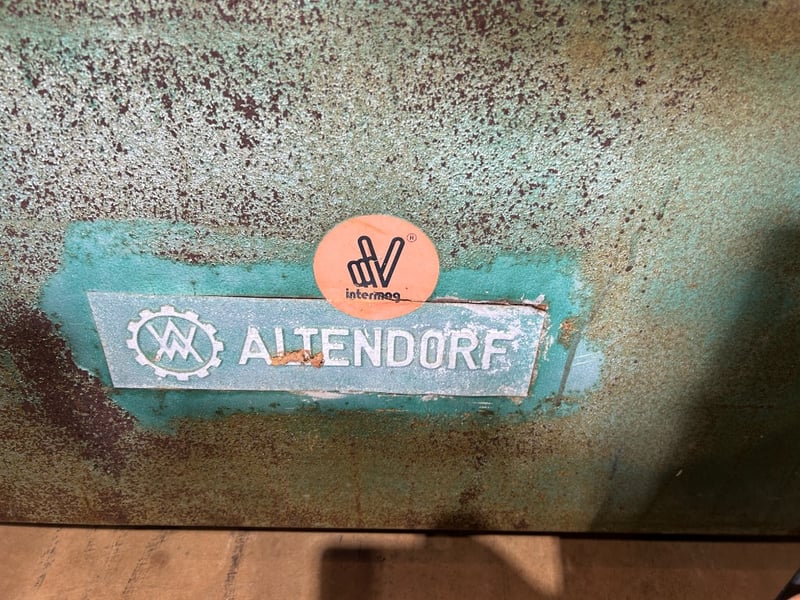 ®
intermag
ALTENDORF